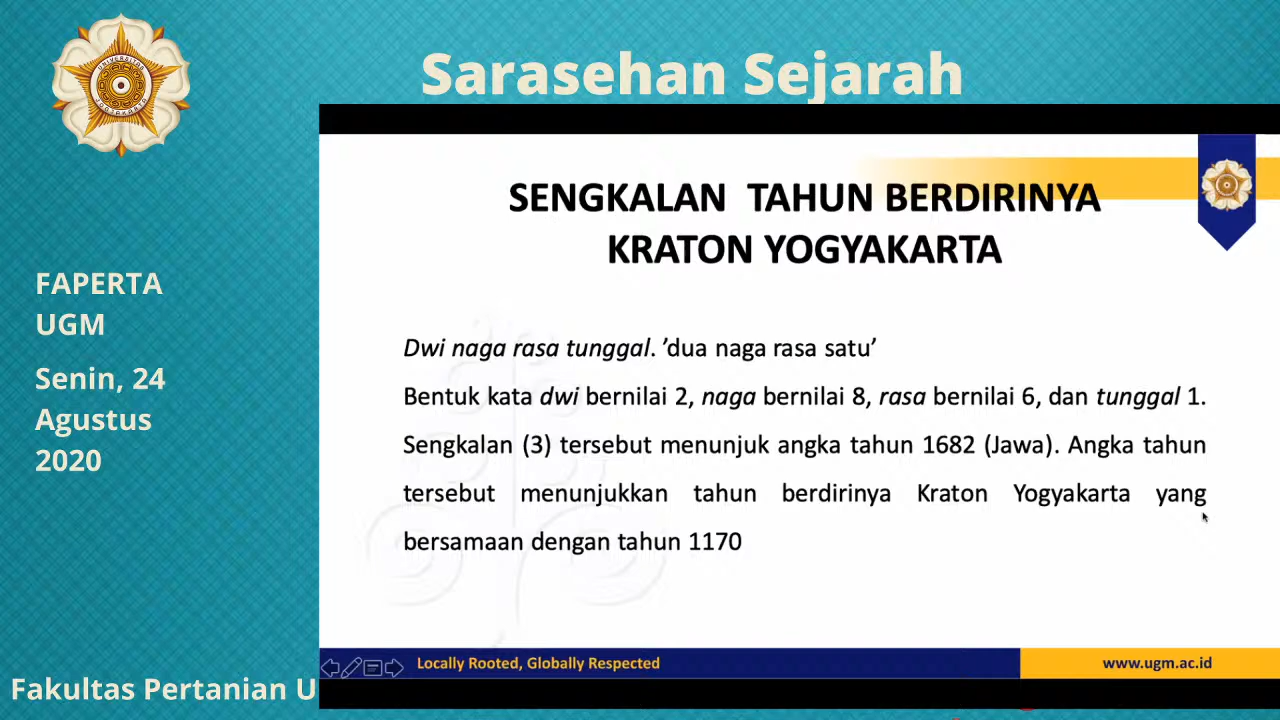 Sarasehan Sejarah
FAPERTA
UGM
Senin, 24
Agustus
2020
SENGKALAN TAHUN BERDIRINYA
KRATON YOGYAKARTA
Dwi naga rasa tunggal. ’dua naga rasa satu’
Bentuk kata dwi bernilai 2, naga bernilai 8, rasa bernilai 6, dan tunggal 1.
Sengkalan (3) tersebut menunjuk angka tahun 1682 (Jawa). Angka tahun
tersebut menunjukkan tahun berdirinya Kraton Yogyakarta yang
bersamaan dengan tahun 1170
Locally Rooted, Globally Respected
www.ugm.ac.id
Fakultas Pertanian U